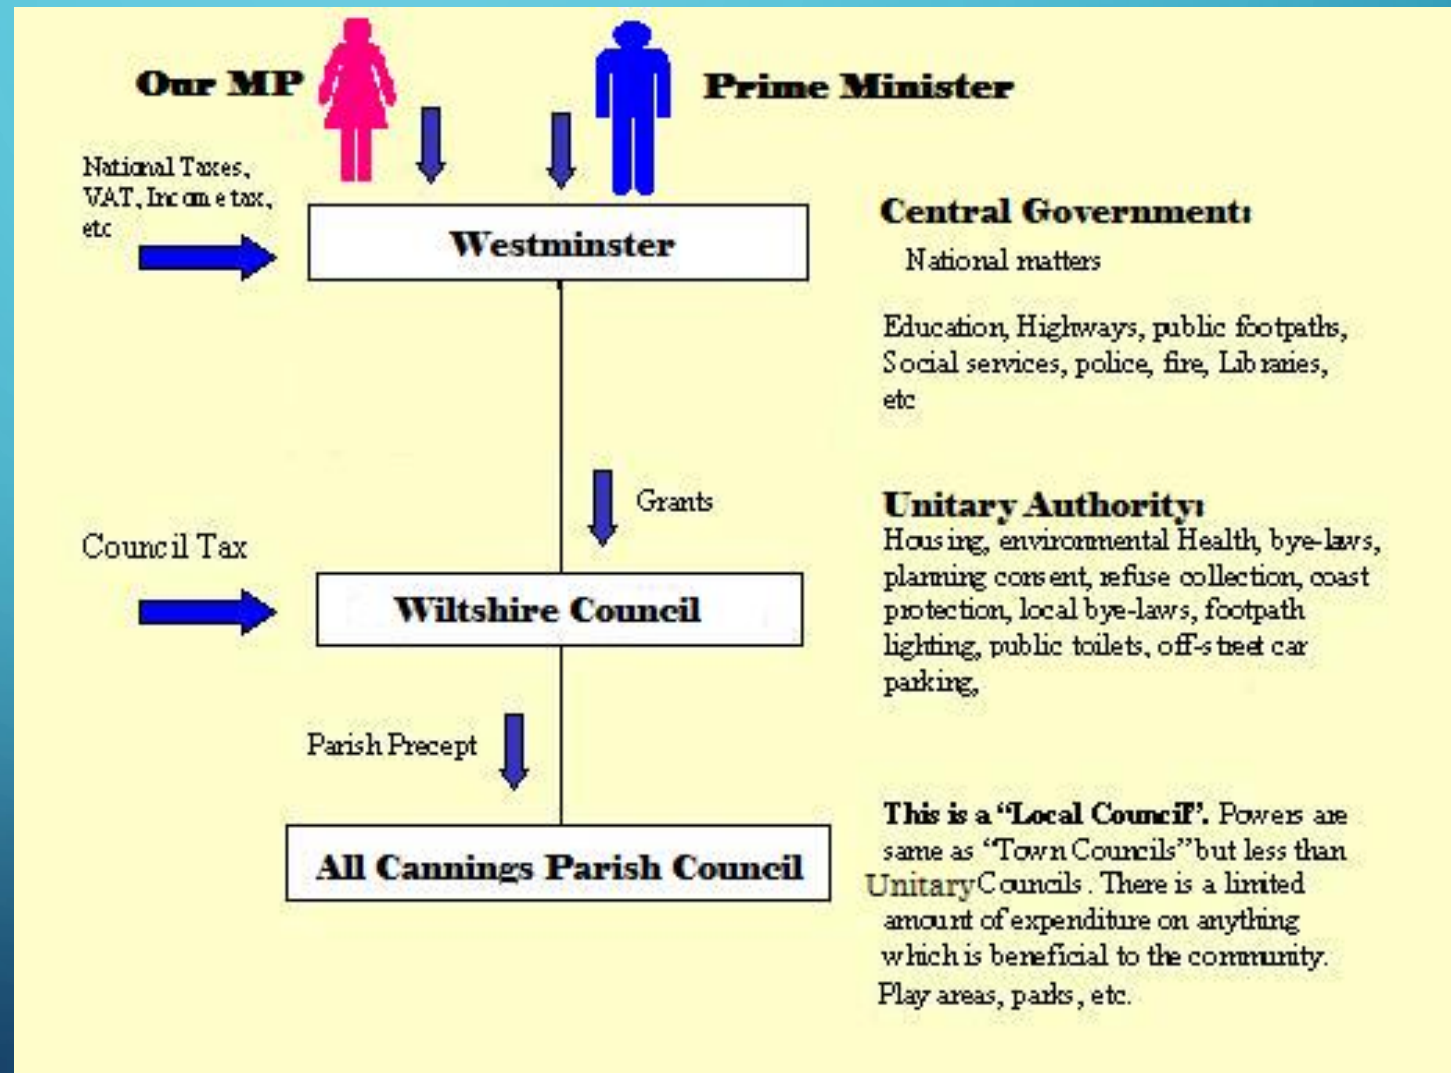 Our MP
Prime Minister
National Taxes,
VAT, Income tax,
etc
Westminster
Central Government:
National matters
Education, Highways, public footpaths,
Social services, police, fire, Libraries,
etc
Grants
Council Tax
Wiltshire Council
Unitary Authority:
Housing, environmental Health, bye-laws,
planning consent, refuse collection, coast
protection, local bye-laws, footpath
lighting, public toilets, off-street car
parking,
Parish Precept
All Cannings Parish Council
This is a “Local Council”. Powers are
same as “Town Councils” but less than
Unitary Councils. There is a limited
amount of expenditure on anything
which is beneficial to the community.
Play areas, parks, etc.